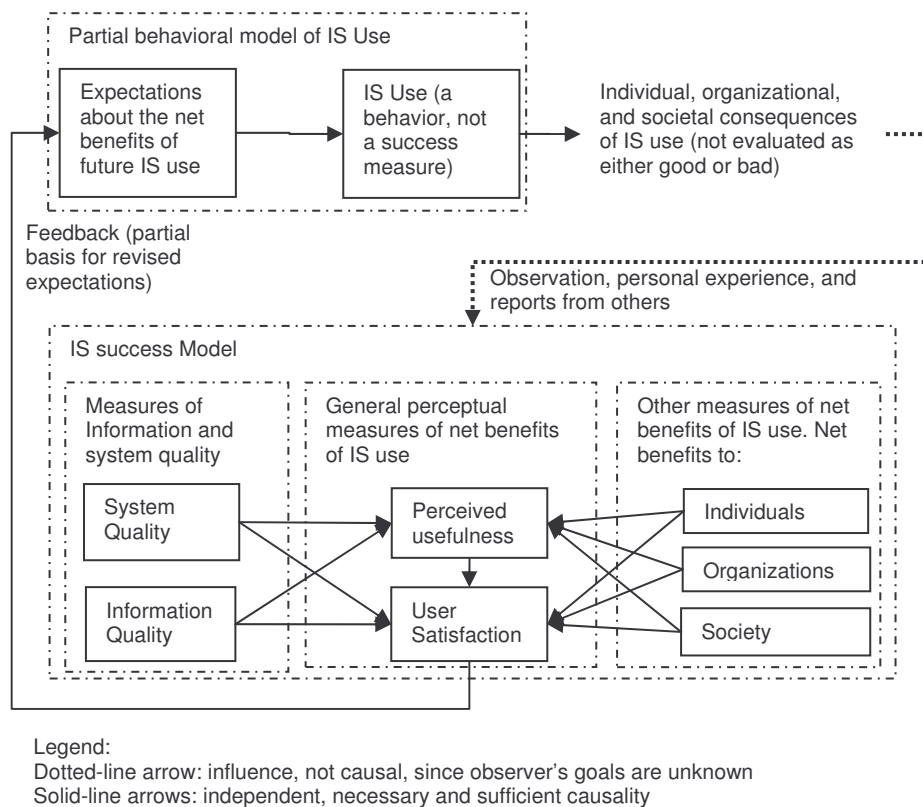 Partial behavioral model of IS Use
Expectations
about the net
benefits of
future IS use
IS Use (a
behavior, not
a success
measure)
Individual, organizational,
and societal consequences
of IS use (not evaluated as
either good or bad)
Feedback (partial
basis for revised
expectations)
Observation, personal experience, and
reports from others
IS success Model
Measures of
Information and
system quality
System
Quality
Information
Quality
General perceptual
measures of net benefits
of IS use
Perceived
usefulness
User
Satisfaction
Other measures of net
benefits of IS use. Net
benefits to:
Individuals
Organizations
Society
Legend:
Dotted-line arrow: influence, not causal, since observer's goals are unknown
Solid-line arrows: independent, necessary and sufficient causality